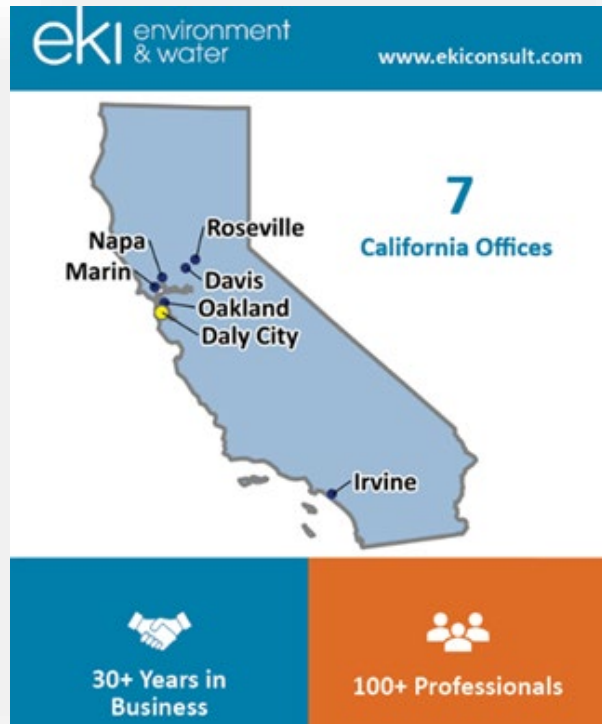 eki environment
& water
www.ekiconsult.com
7
California Offices
Roseville
Napa
Marin
Davis
Oakland
Daly City
Irvine
30+ Years in
Business
100+ Professionals